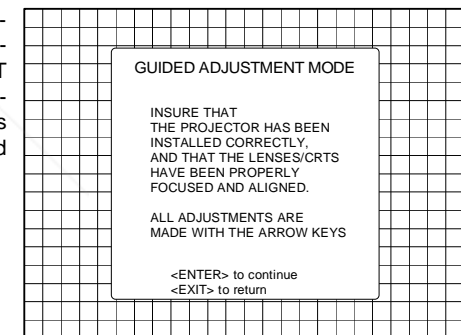 GUIDED ADJUSTMENT MODE
INSURE THAT
THE PROJECTOR HAS BEEN
INSTALLED CORRECTLY,
AND THAT THE LENSES/CRTS
HAVE BEEN PROPERLY
FOCUSED AND ALIGNED.
ALL ADJUSTMENTS ARE
MADE WITH THE ARROW KEYS
<ENTER> to continue
<EXIT> to return